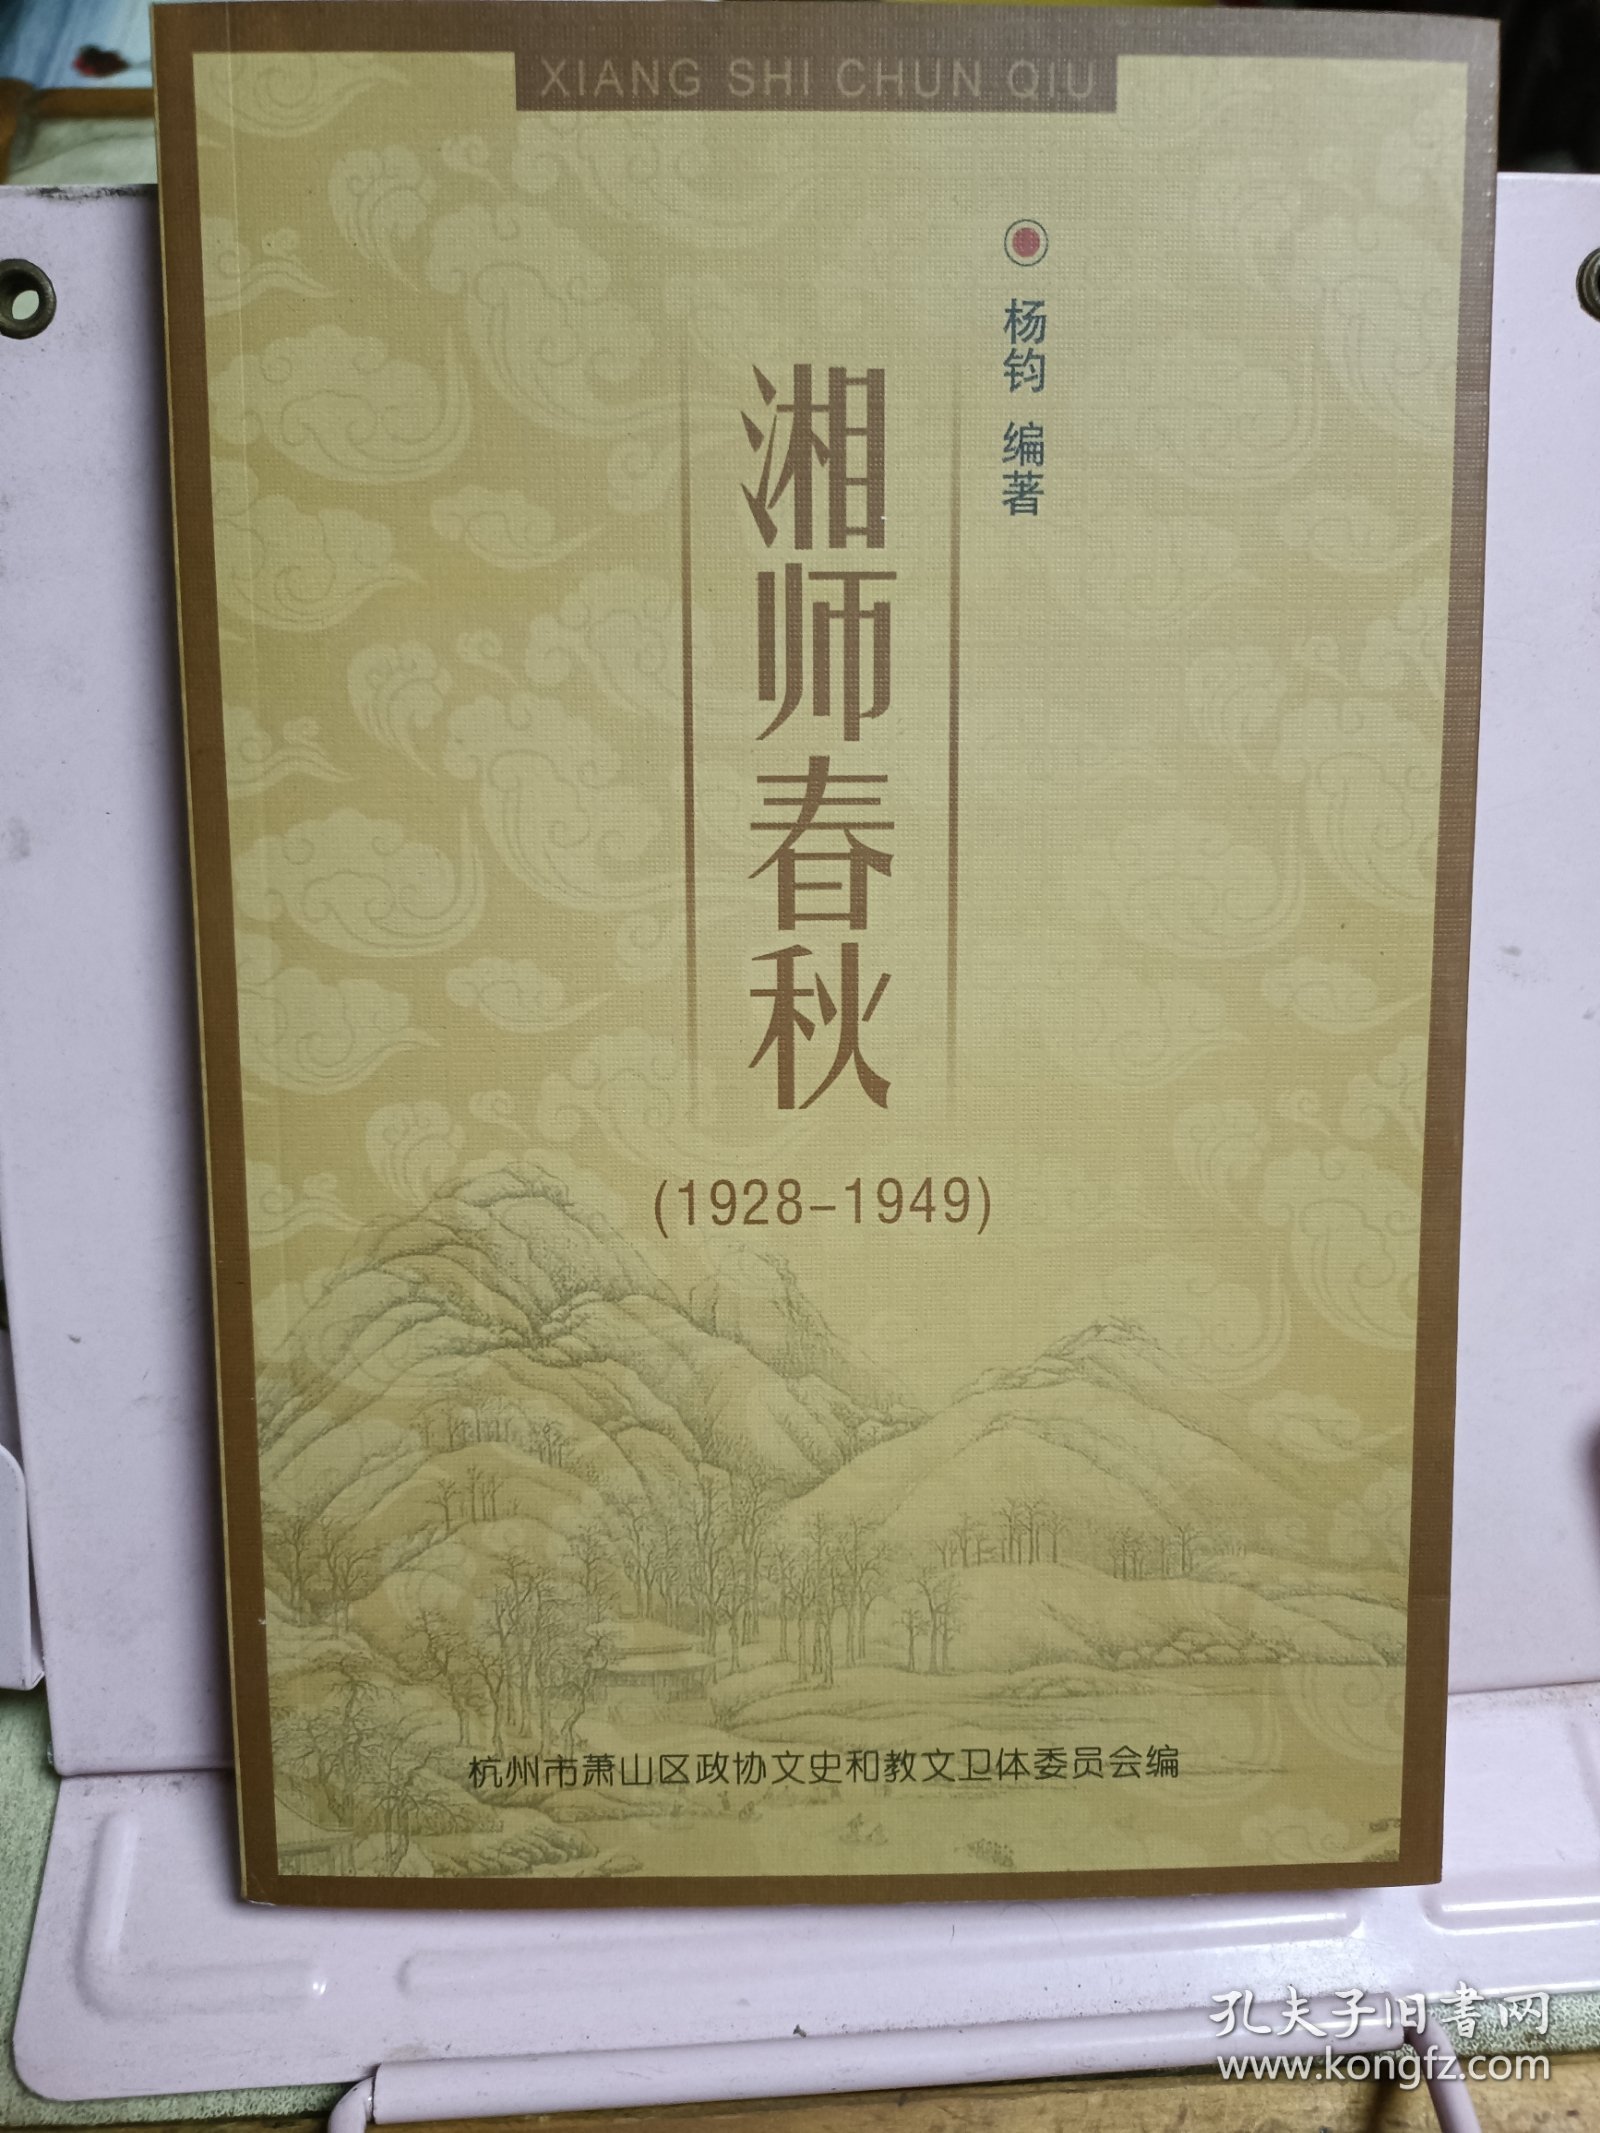 XIANG SHI CHUN QIU
杨钧 编著
湘师春秋
(1928-1949)
杭州市萧山区政协文史和教文卫体委员会编
孔夫子旧书网
www.kongfz.com